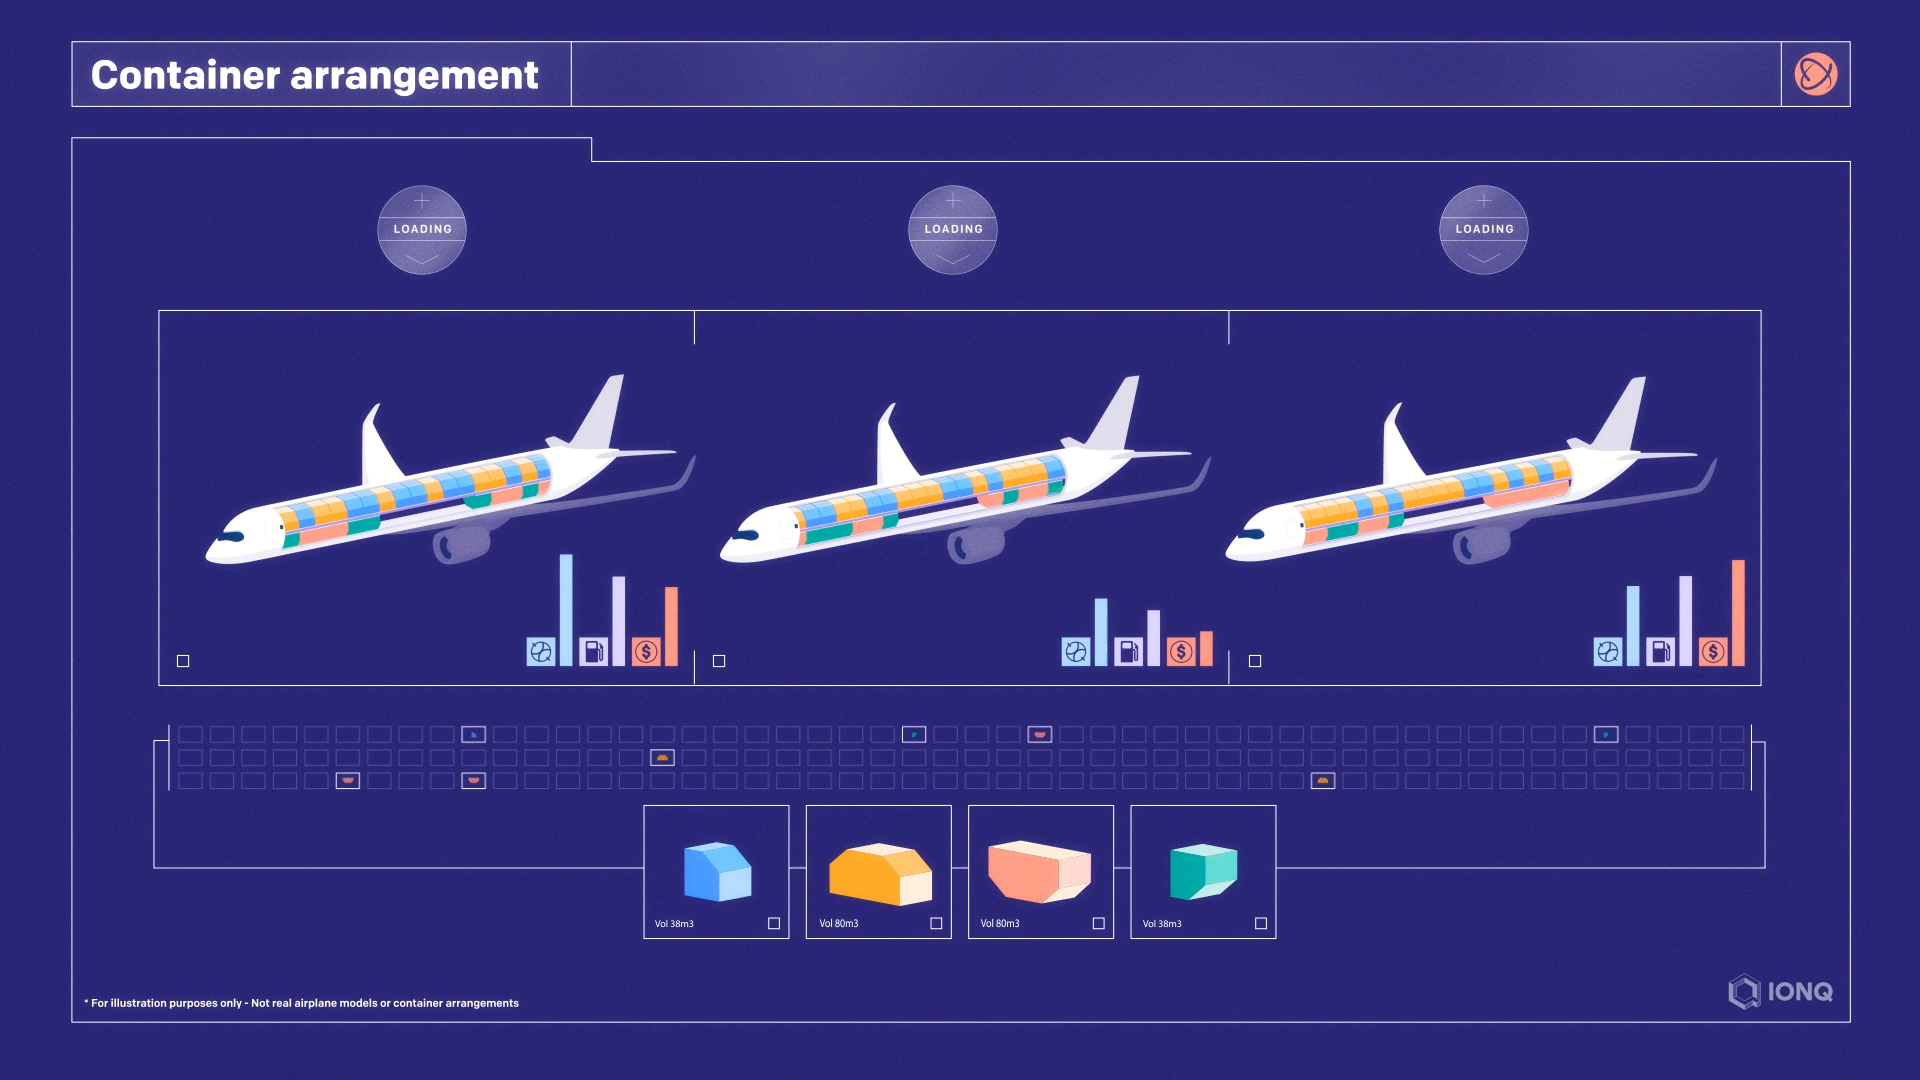 Container arrangement
LOADING
LOADING
LOADING
$
$
$
Vol 38m3
Vol 80m3
Vol 80m3
Vol 38m3
* For illustration purposes only - Not real airplane models or container arrangements
IONQ